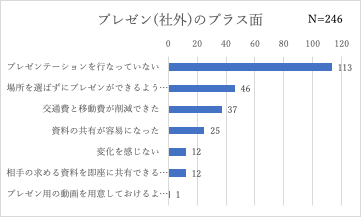 プレゼン(社外)のプラス面
N=246
0 20 40 60 80 100 120
プレゼンテーションを行なっていない 113
場所を選ばずにプレゼンができるよう… 46
交通費と移動費が削減できた 37
資料の共有が容易になった 25
変化を感じない 12
相手の求める資料を即座に共有できる… 12
プレゼン用の動画を用意しておけるよ… 1